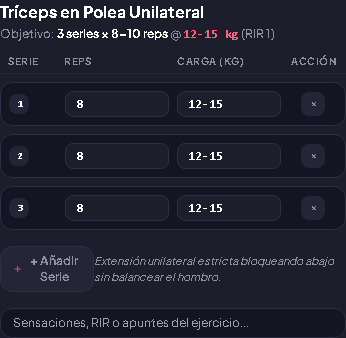 Tríceps en Polea Unilateral
Objetivo: 3 series x 8-10 reps @ 12-15 kg (RIR 1)
SERIE REPS CARGA (KG) ACCIÓN
1 8 12-15 ×
2 8 12-15 ×
3 8 12-15 ×
+ + Añadir Serie
Extensión unilateral estricta bloqueando abajo
sin balancear el hombro.
Sensaciones, RIR o apuntes del ejercicio...